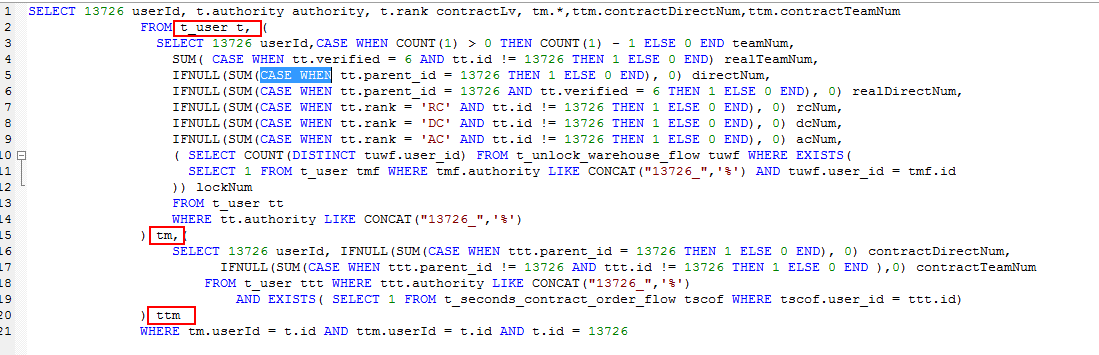 1 SELECT 13726 userId, t.authority authority, t.rank contractLv, tm.*,ttm.contractDirectNum,ttm.contractTeamNum
2 FROM t_user t, (
3 SELECT 13726 userId,CASE WHEN COUNT(1) > 0 THEN COUNT(1) - 1 ELSE 0 END teamNum,
4 SUM( CASE WHEN tt.verified = 6 AND tt.id != 13726 THEN 1 ELSE 0 END) realTeamNum,
5 IFNULL(SUM(CASE WHEN tt.parent_id = 13726 THEN 1 ELSE 0 END), 0) directNum,
6 IFNULL(SUM(CASE WHEN tt.parent_id = 13726 AND tt.verified = 6 THEN 1 ELSE 0 END), 0) realDirectNum,
7 IFNULL(SUM(CASE WHEN tt.rank = 'RC' AND tt.id != 13726 THEN 1 ELSE 0 END), 0) rcNum,
8 IFNULL(SUM(CASE WHEN tt.rank = 'DC' AND tt.id != 13726 THEN 1 ELSE 0 END), 0) dcNum,
9 IFNULL(SUM(CASE WHEN tt.rank = 'AC' AND tt.id != 13726 THEN 1 ELSE 0 END), 0) acNum,
10 ( SELECT COUNT(DISTINCT tuwf.user_id) FROM t_unlock_warehouse_flow tuwf WHERE EXISTS(
11 SELECT 1 FROM t_user tmf WHERE tmf.authority LIKE CONCAT("13726_",'%') AND tuwf.user_id = tmf.id
12 )) lockNum
13 FROM t_user tt
14 WHERE tt.authority LIKE CONCAT("13726_",'%')
15 ) tm,(
16 SELECT 13726 userId, IFNULL(SUM(CASE WHEN ttt.parent_id = 13726 THEN 1 ELSE 0 END), 0) contractDirectNum,
17 IFNULL(SUM(CASE WHEN ttt.parent_id != 13726 AND ttt.id != 13726 THEN 1 ELSE 0 END ),0) contractTeamNum
18 FROM t_user ttt WHERE ttt.authority LIKE CONCAT("13726_",'%')
19 AND EXISTS( SELECT 1 FROM t_seconds_contract_order_flow tscof WHERE tscof.user_id = ttt.id)
20 ) ttm
21 WHERE tm.userId = t.id AND ttm.userId = t.id AND t.id = 13726